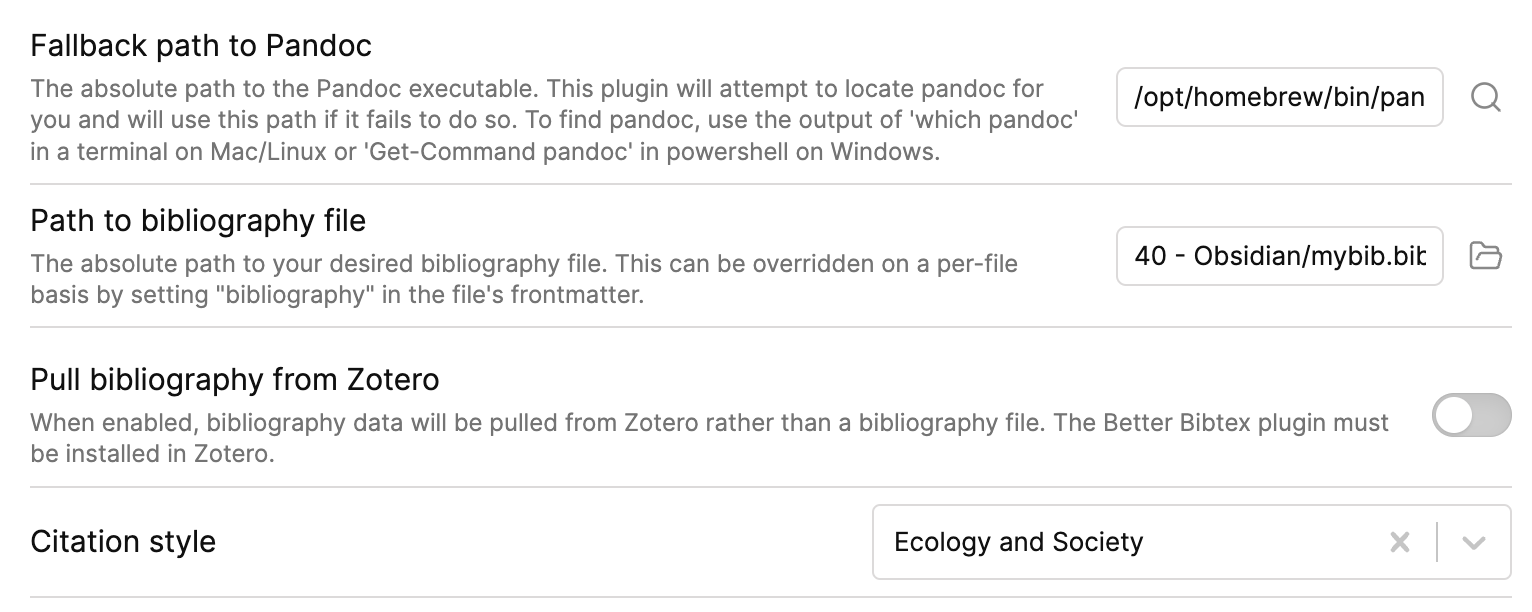 Fallback path to Pandoc
The absolute path to the Pandoc executable. This plugin will attempt to locate pandoc for
you and will use this path if it fails to do so. To find pandoc, use the output of 'which pandoc'
in a terminal on Mac/Linux or 'Get-Command pandoc' in powershell on Windows.
/opt/homebrew/bin/pan
Path to bibliography file
The absolute path to your desired bibliography file. This can be overridden on a per-file
basis by setting "bibliography" in the file's frontmatter.
40 - Obsidian/mybib.bib
Pull bibliography from Zotero
When enabled, bibliography data will be pulled from Zotero rather than a bibliography file. The Better Bibtex plugin must
be installed in Zotero.
Citation style
Ecology and Society